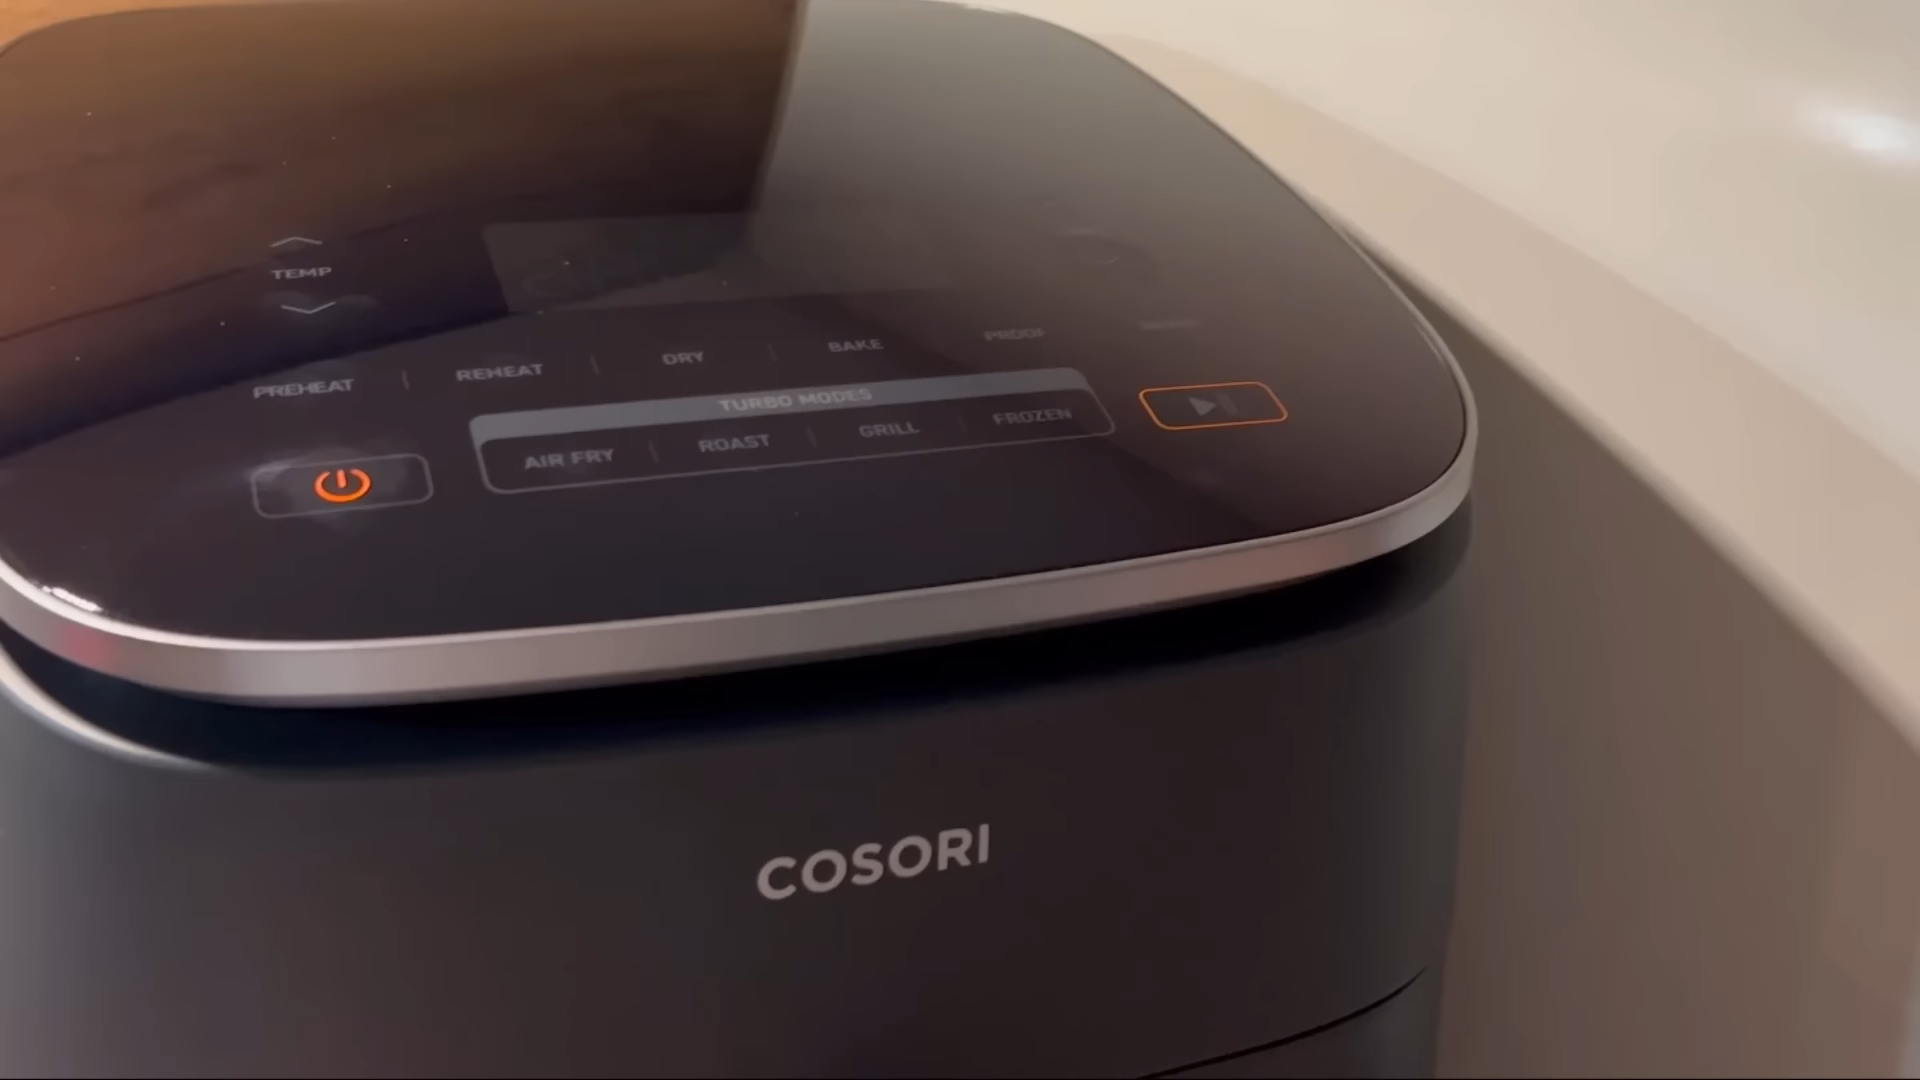 TEMP
PREHEAT | REHEAT | DRY | BAKE PROOF
TURBO MODES
AIR FRY | ROAST | GRILL | FROZEN
COSORI